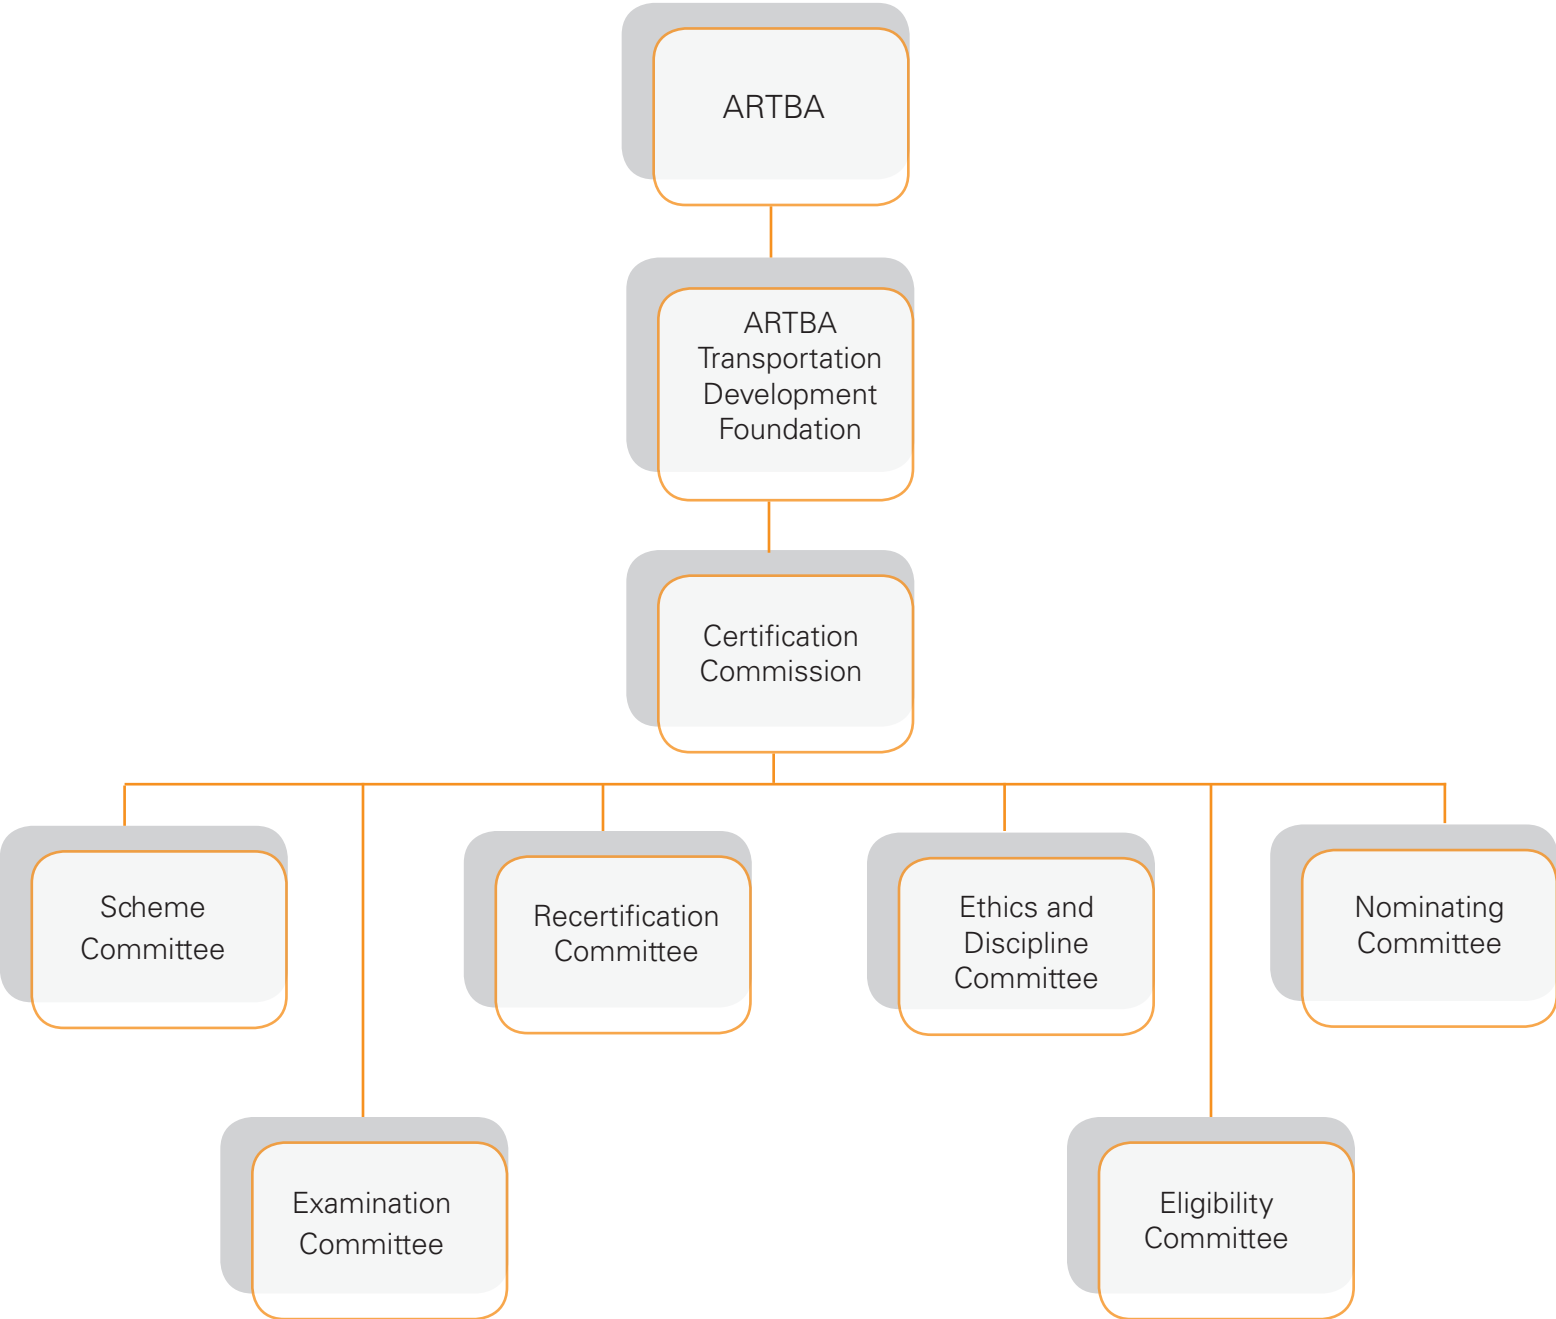 ARTBA
ARTBA
Transportation
Development
Foundation
Certification
Commission
Scheme
Committee
Recertification
Committee
Ethics and
Discipline
Committee
Nominating
Committee
Examination
Committee
Eligibility
Committee